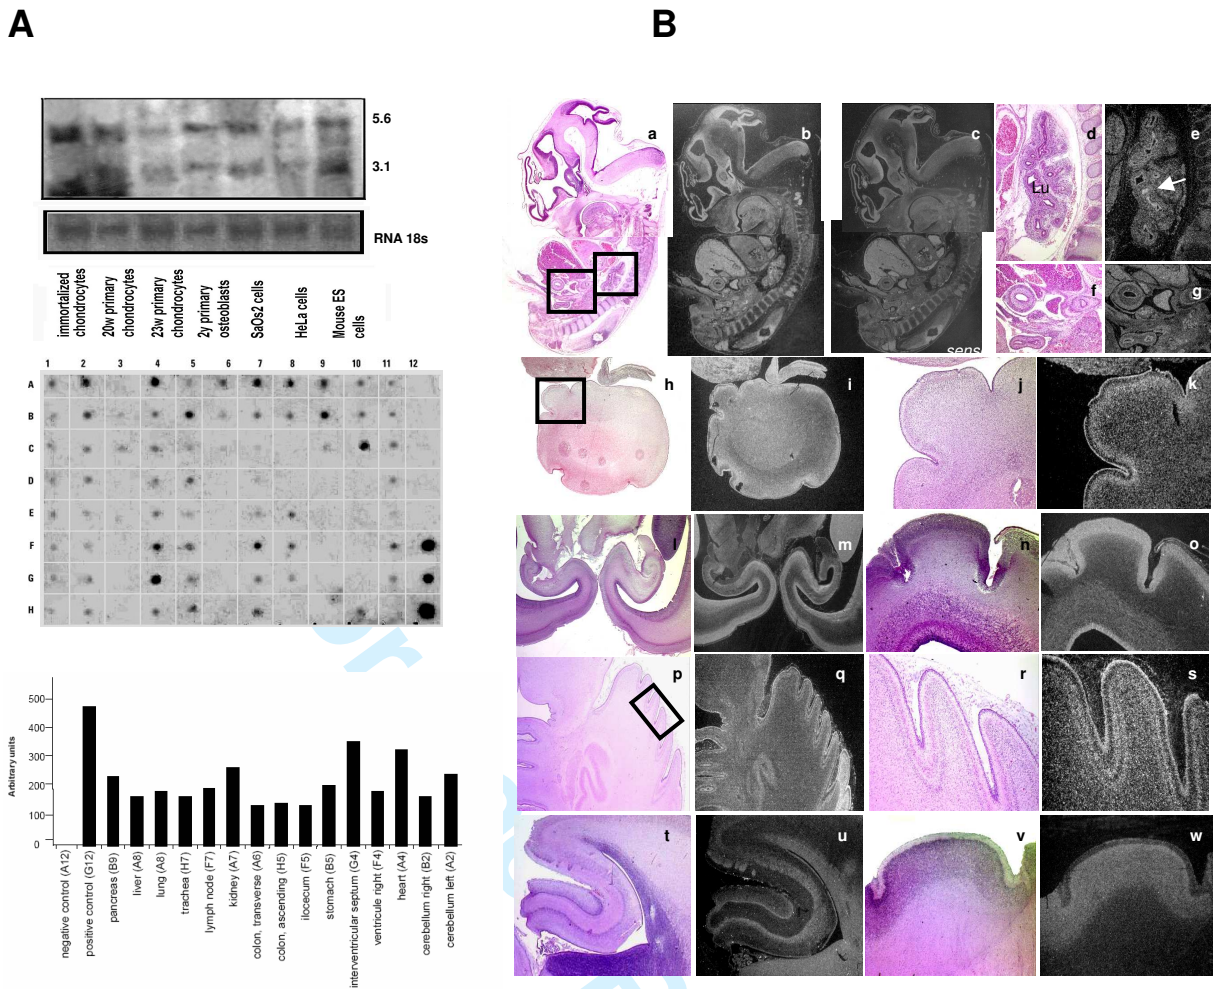 A
B
5.6
3.1
RNA 18s
immortalized
chondrocytes
20w primary
chondrocytes
22w primary
chondrocytes
2y primary
osteoblasts
SaOs2 cells
HeLa cells
Mouse ES
cells
1 2 3 4 5 6 7 8 9 10 11 12
A
B
C
D
E
F
G
H
or
Arbitrary units
500
400
300
200
100
0
negative control (A12)
positive control (G12)
pancreas (B9)
liver (A8)
lung (A8)
trachea (H7)
lymph node (F7)
kidney (A7)
colon, transverse (A6)
colon, ascending (H5)
ilocecum (F5)
stomach (B5)
interventricular septum (G4)
ventricule right (F4)
heart (A4)
cerebellum right (B2)
cerebellum left (A2)
a b c d e
Lu
f g
sens
h i j k
l m n o
p q r s
t u v w